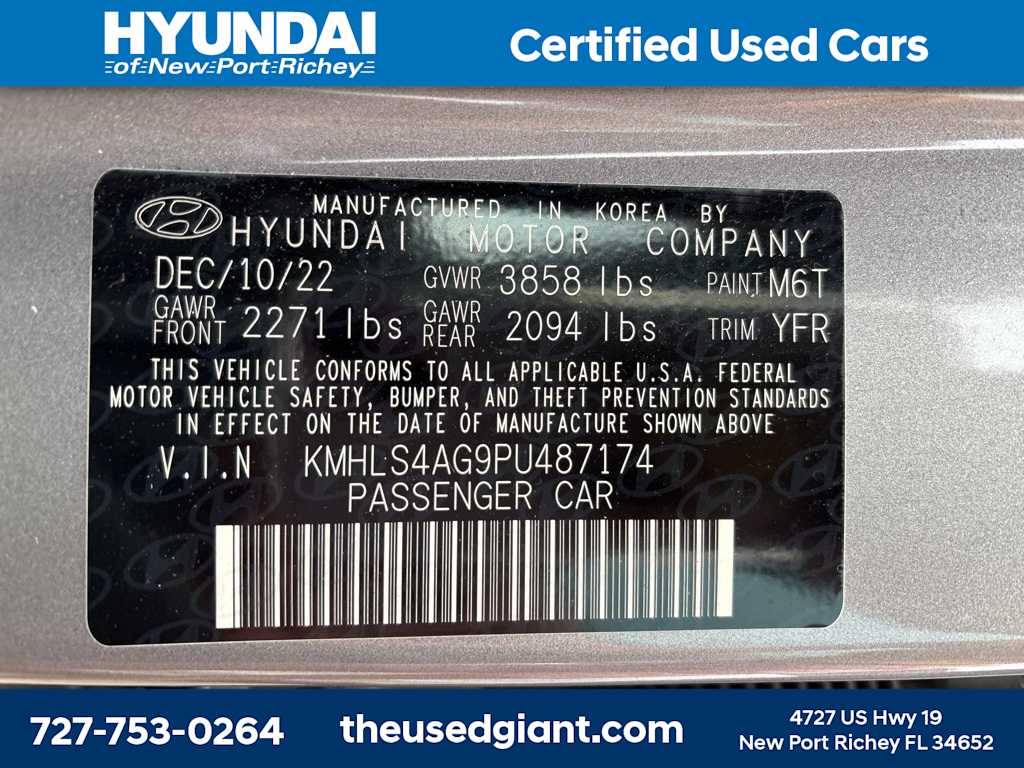 HYUNDAI
of New Port Richey
Certified Used Cars
MANUFACTURED IN KOREA BY
HYUNDAI MOTOR COMPANY
DEC/10/22 GVWR 3858 lbs PAINT M6T
GAWR FRONT 2271 lbs GAWR REAR 2094 lbs TRIM YFR
THIS VEHICLE CONFORMS TO ALL APPLICABLE U.S.A. FEDERAL
MOTOR VEHICLE SAFETY, BUMPER, AND THEFT PREVENTION STANDARDS
IN EFFECT ON THE DATE OF MANUFACTURE SHOWN ABOVE
V.I.N KMHLS4AG9PU487174
PASSENGER CAR
727-753-0264
theusedgiant.com
4727 US Hwy 19
New Port Richey FL 34652